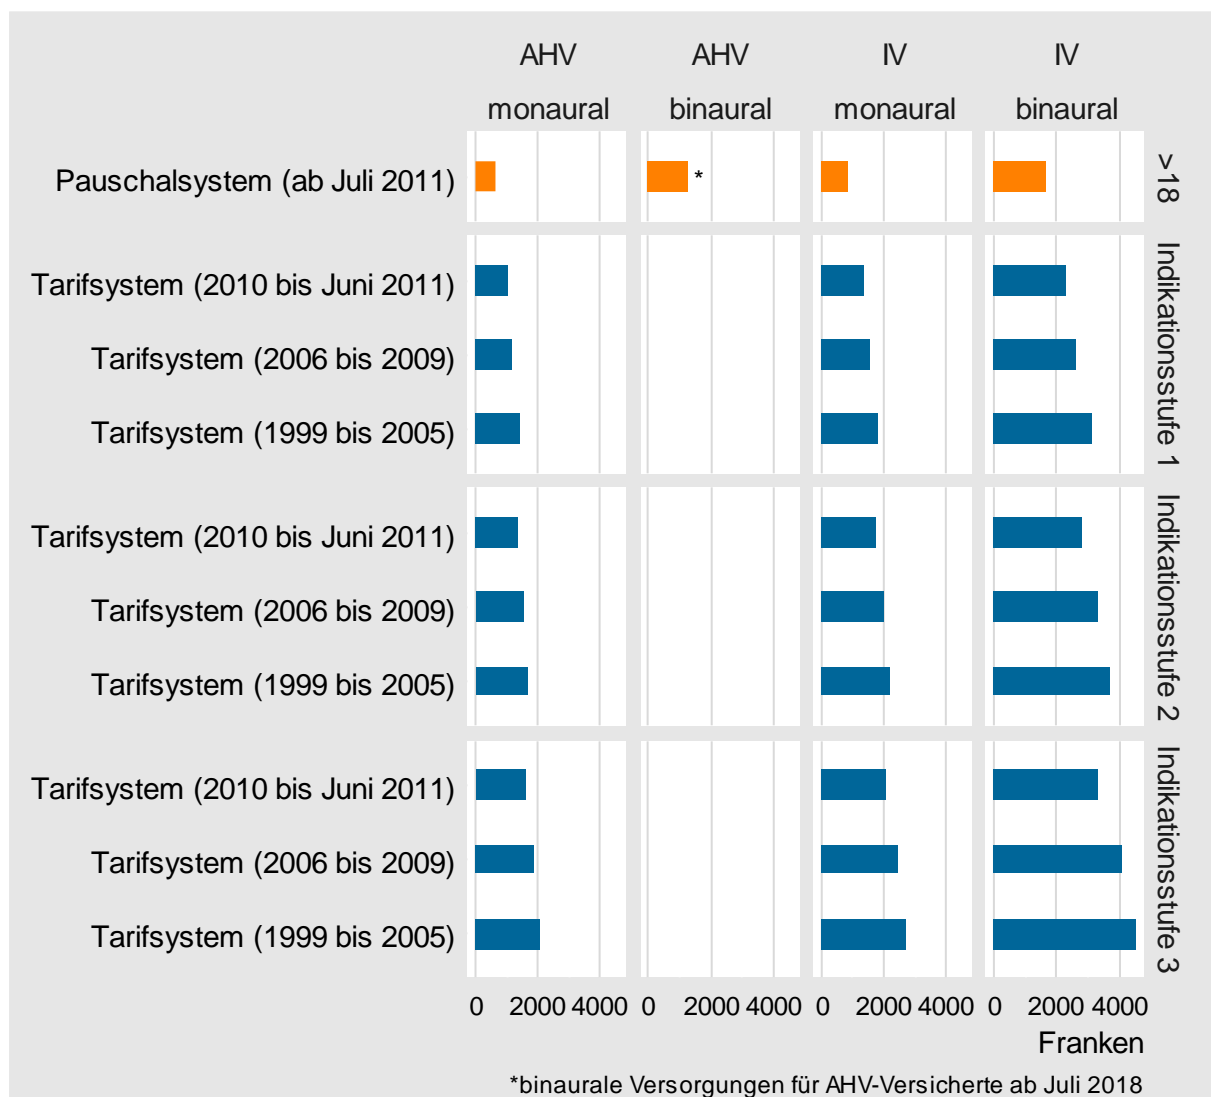 AHV AHV IV IV
monaural binaural monaural binaural
Pauschalsystem (ab Juli 2011) * >18
Tarifsystem (2010 bis Juni 2011)
Tarifsystem (2006 bis 2009)
Tarifsystem (1999 bis 2005)
Indikationsstufe 1
Tarifsystem (2010 bis Juni 2011)
Tarifsystem (2006 bis 2009)
Tarifsystem (1999 bis 2005)
Indikationsstufe 2
Tarifsystem (2010 bis Juni 2011)
Tarifsystem (2006 bis 2009)
Tarifsystem (1999 bis 2005)
Indikationsstufe 3
0 2000 4000 0 2000 4000 0 2000 4000 0 2000 4000
Franken
*binaurale Versorgungen für AHV-Versicherte ab Juli 2018